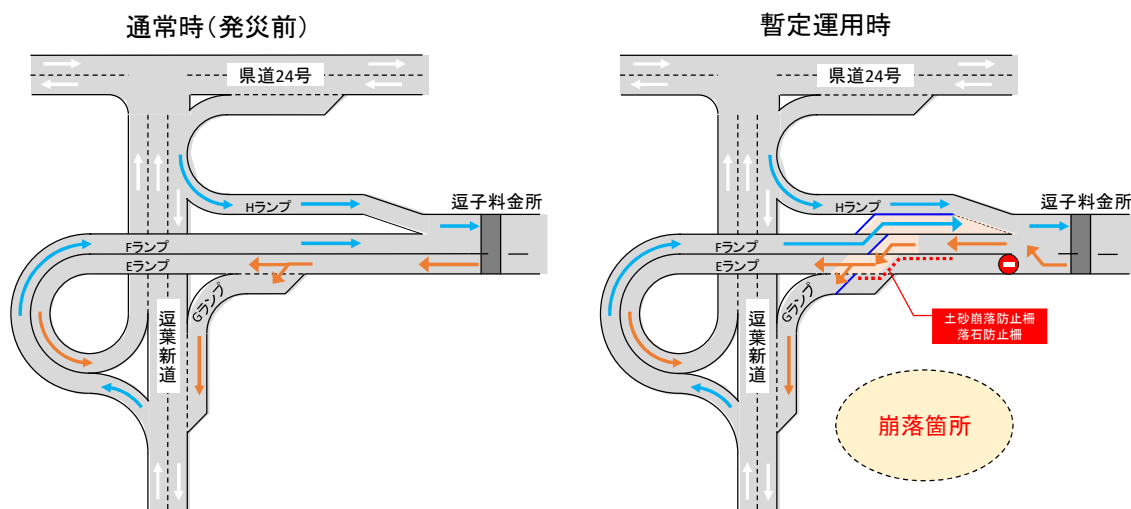 通常時(発災前)
県道24号
Hランプ
逗子料金所
Fランプ
Eランプ
Gランプ
逗葉新道
暫定運用時
県道24号
Hランプ
逗子料金所
Fランプ
Eランプ
Gランプ
逗葉新道
土砂崩落防止柵
落石防止柵
崩落箇所